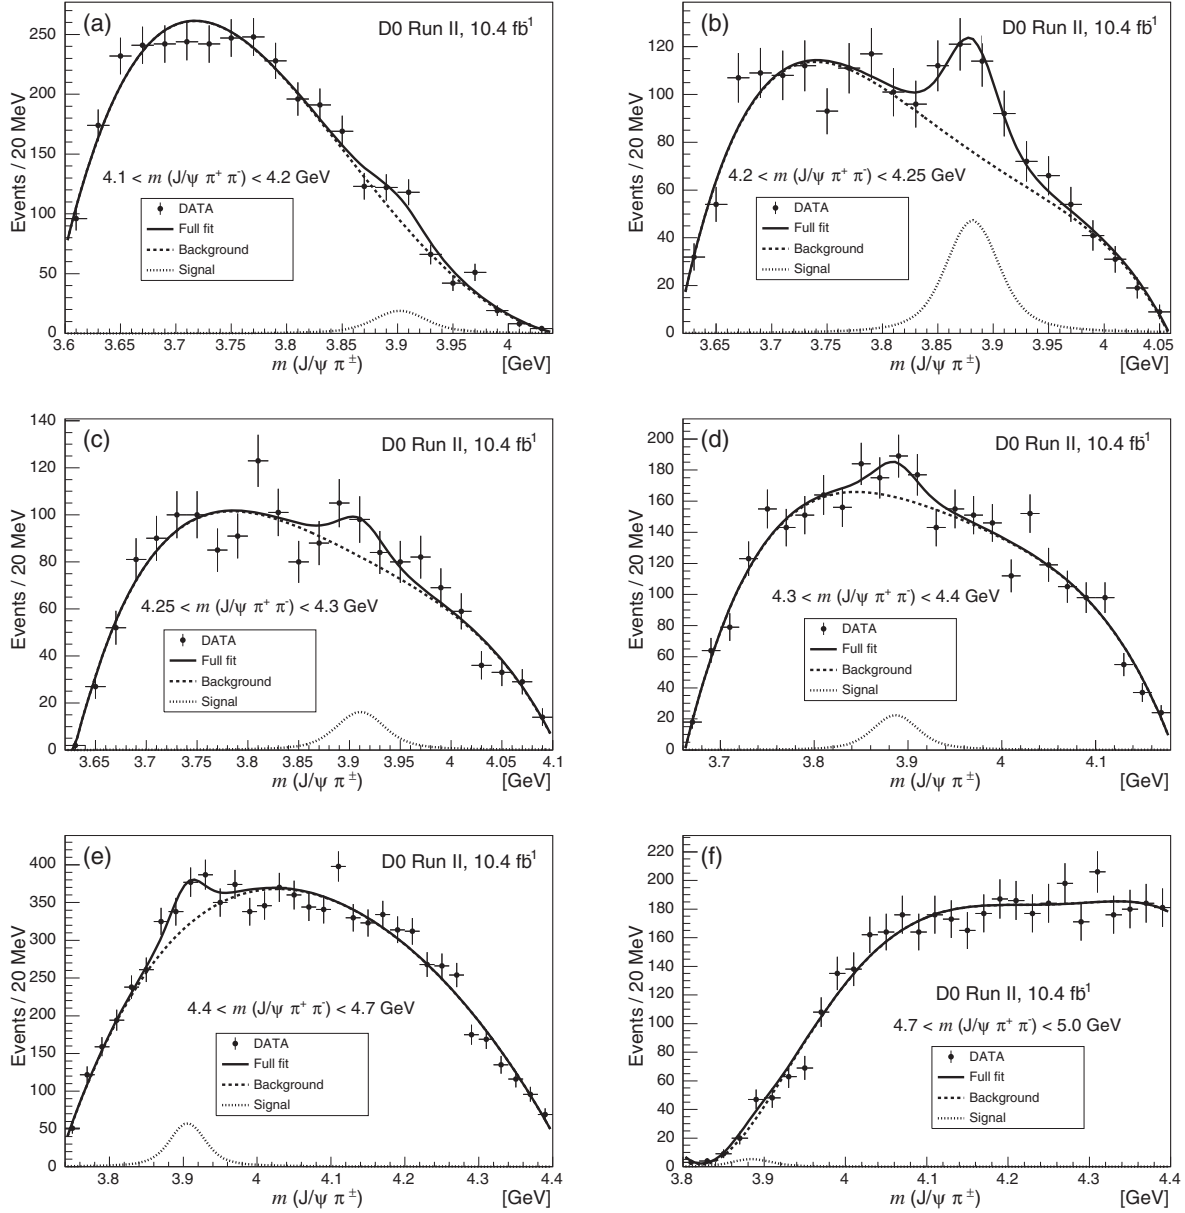 (a)
D0 Run II, 10.4 fb⁻¹
Events / 20 MeV
250
200
150
100
50
0
4.1 < m (J/ψ π⁺ π⁻) < 4.2 GeV
DATA
Full fit
Background
Signal
3.6 3.65 3.7 3.75 3.8 3.85 3.9 3.95 4
m (J/ψ π±) [GeV]
(b)
D0 Run II, 10.4 fb⁻¹
Events / 20 MeV
120
100
80
60
40
20
0
4.2 < m (J/ψ π⁺ π⁻) < 4.25 GeV
DATA
Full fit
Background
Signal
3.65 3.7 3.75 3.8 3.85 3.9 3.95 4 4.05
m (J/ψ π±) [GeV]
(c)
D0 Run II, 10.4 fb⁻¹
Events / 20 MeV
140
120
100
80
60
40
20
0
4.25 < m (J/ψ π⁺ π⁻) < 4.3 GeV
DATA
Full fit
Background
Signal
3.65 3.7 3.75 3.8 3.85 3.9 3.95 4 4.05 4.1
m (J/ψ π±) [GeV]
(d)
D0 Run II, 10.4 fb⁻¹
Events / 20 MeV
200
180
160
140
120
100
80
60
40
20
0
4.3 < m (J/ψ π⁺ π⁻) < 4.4 GeV
DATA
Full fit
Background
Signal
3.7 3.8 3.9 4 4.1
m (J/ψ π±) [GeV]
(e)
D0 Run II, 10.4 fb⁻¹
Events / 20 MeV
400
350
300
250
200
150
100
50
0
4.4 < m (J/ψ π⁺ π⁻) < 4.7 GeV
DATA
Full fit
Background
Signal
3.8 3.9 4 4.1 4.2 4.3 4.4
m (J/ψ π±) [GeV]
(f)
Events / 20 MeV
220
200
180
160
140
120
100
80
60
40
20
0
D0 Run II, 10.4 fb⁻¹
4.7 < m (J/ψ π⁺ π⁻) < 5.0 GeV
DATA
Full fit
Background
Signal
3.8 3.9 4 4.1 4.2 4.3 4.4
m (J/ψ π±) [GeV]